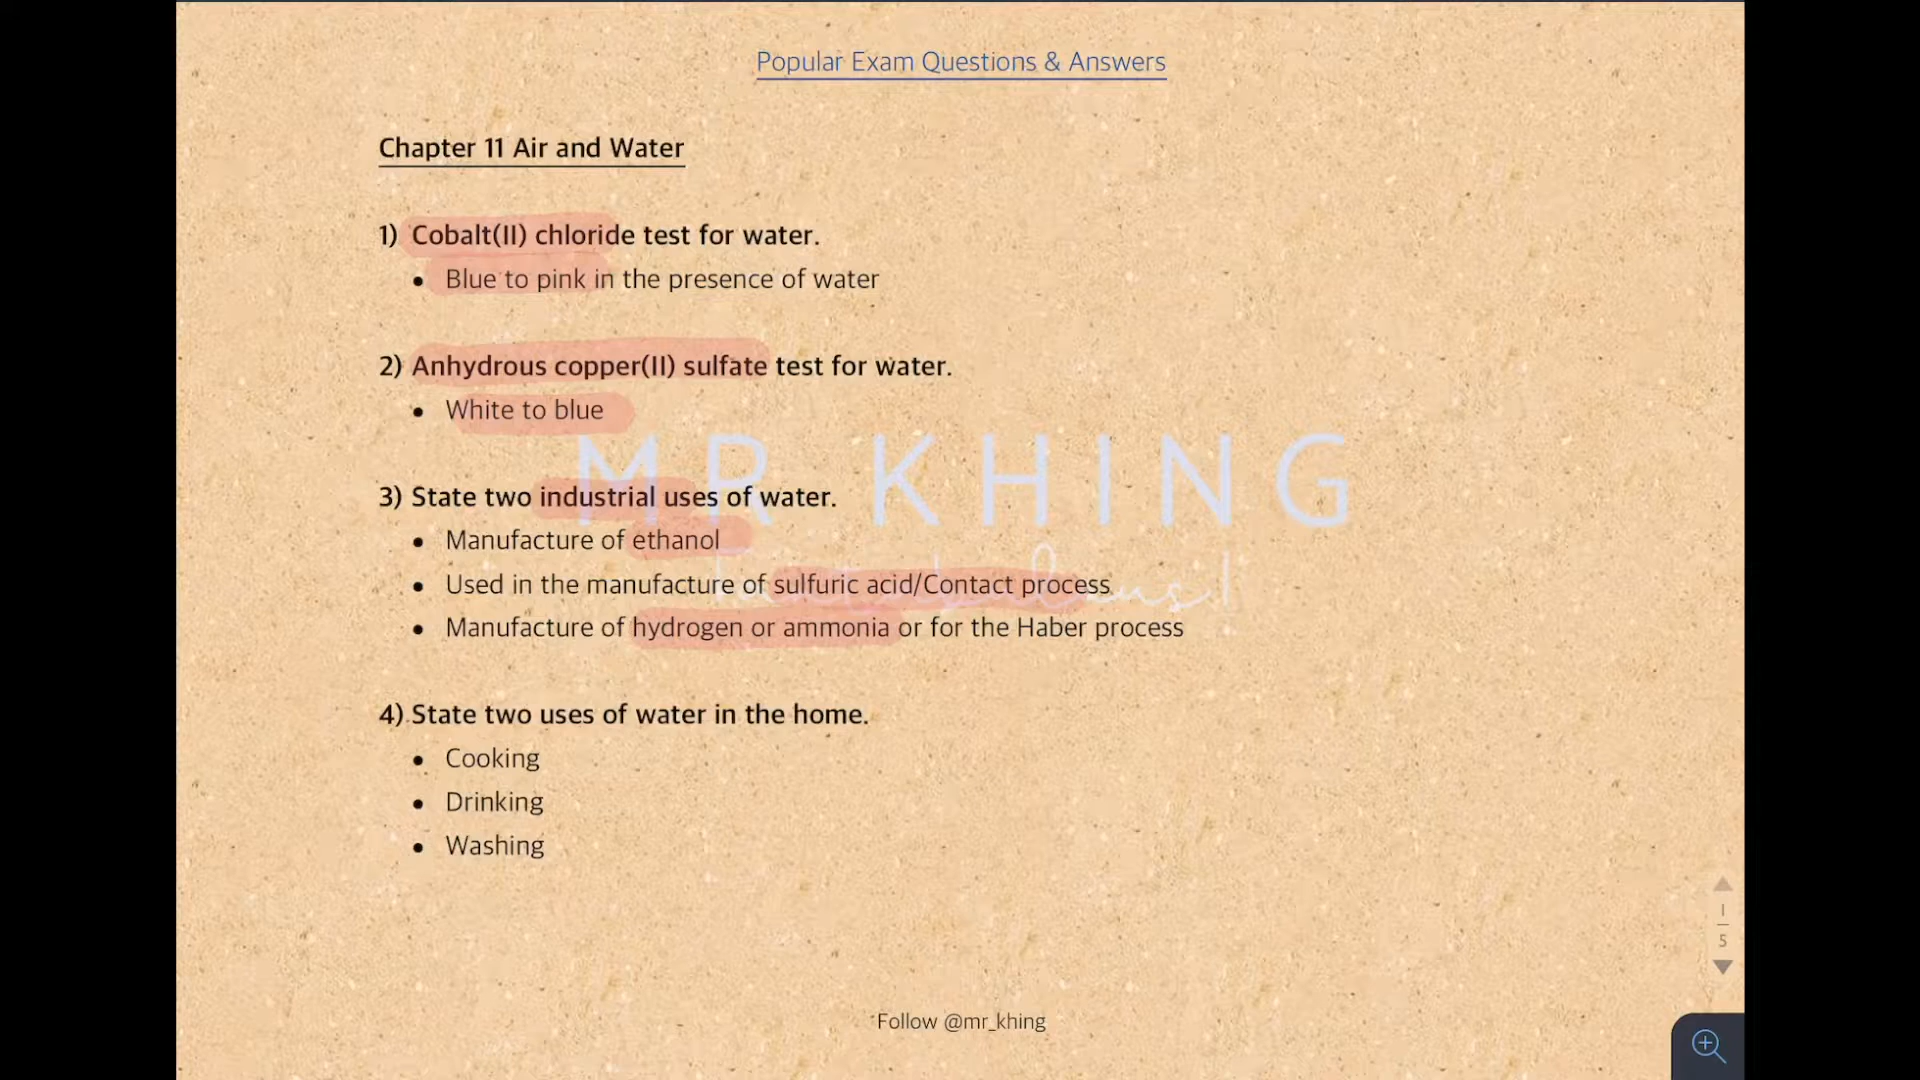 Popular Exam Questions & Answers
Chapter 11 Air and Water
1) Cobalt(II) chloride test for water.
• Blue to pink in the presence of water
2) Anhydrous copper(II) sulfate test for water.
• White to blue
MR KHING
3) State two industrial uses of water.
• Manufacture of ethanol
• Used in the manufacture of sulfuric acid/Contact process
• Manufacture of hydrogen or ammonia or for the Haber process
4) State two uses of water in the home.
• Cooking
• Drinking
• Washing
1
5
Follow @mr_khing